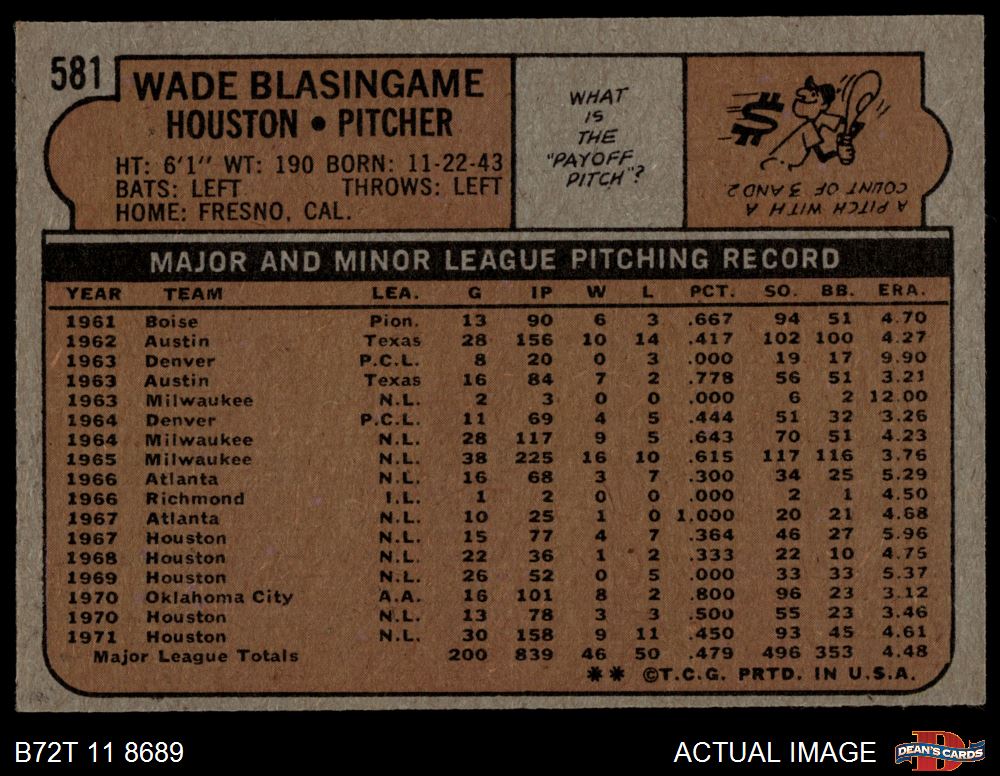 581
WADE BLASINGAME
HOUSTON • PITCHER
HT: 6'1'' WT: 190 BORN: 11-22-43
BATS: LEFT THROWS: LEFT
HOME: FRESNO, CAL.
WHAT
IS
THE
"PAYOFF
PITCH"?
A PITCH WITH A
COUNT OF 3 AND 2
MAJOR AND MINOR LEAGUE PITCHING RECORD
YEAR TEAM LEA. G IP W L PCT. SO. BB. ERA.
1961 Boise Pion. 13 90 6 3 .667 94 51 4.70
1962 Austin Texas 28 156 10 14 .417 102 100 4.27
1963 Denver P.C.L. 8 20 0 3 .000 19 17 9.90
1963 Austin Texas 16 84 7 2 .778 56 51 3.21
1963 Milwaukee N.L. 2 3 0 0 .000 6 2 12.00
1964 Denver P.C.L. 11 69 4 5 .444 51 32 3.26
1964 Milwaukee N.L. 28 117 9 5 .643 70 51 4.23
1965 Milwaukee N.L. 38 225 16 10 .615 117 116 3.76
1966 Atlanta N.L. 16 68 3 7 .300 34 25 5.29
1966 Richmond I.L. 1 2 0 0 .000 2 1 4.50
1967 Atlanta N.L. 10 25 1 0 1.000 20 21 4.68
1967 Houston N.L. 15 77 4 7 .364 46 27 5.96
1968 Houston N.L. 22 36 1 2 .333 22 10 4.75
1969 Houston N.L. 26 52 0 5 .000 33 33 5.37
1970 Oklahoma City A.A. 16 101 8 2 .800 96 23 3.12
1970 Houston N.L. 13 78 3 3 .500 55 23 3.46
1971 Houston N.L. 30 158 9 11 .450 93 45 4.61
Major League Totals 200 839 46 50 .479 496 353 4.48
** ©T.C.G. PRTD. IN U.S.A.
B72T 11 8689
ACTUAL IMAGE
DEAN'S CARDS